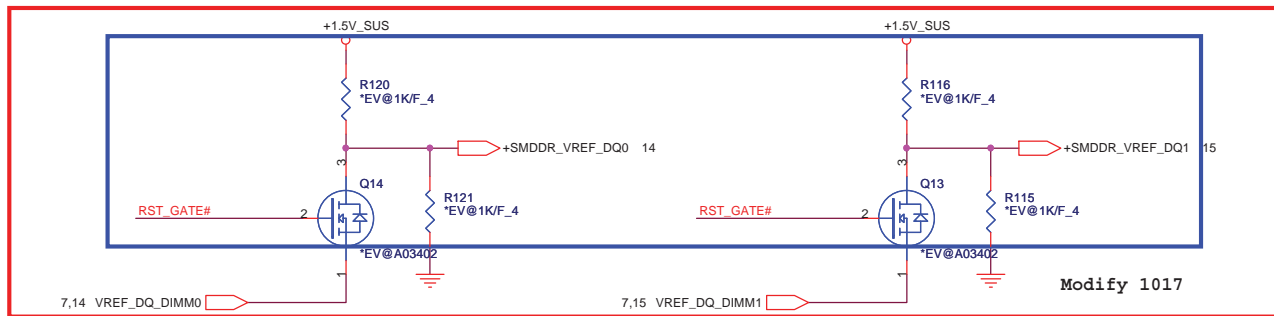 +1.5V_SUS
+1.5V_SUS
R120
*EV@1K/F_4
R116
*EV@1K/F_4
+SMDDR_VREF_DQ0 14
+SMDDR_VREF_DQ1 15
3
3
Q14
Q13
R121
*EV@1K/F_4
R115
*EV@1K/F_4
RST_GATE#
2
RST_GATE#
2
*EV@A03402
*EV@A03402
1
1
Modify 1017
7,14 VREF_DQ_DIMM0
7,15 VREF_DQ_DIMM1